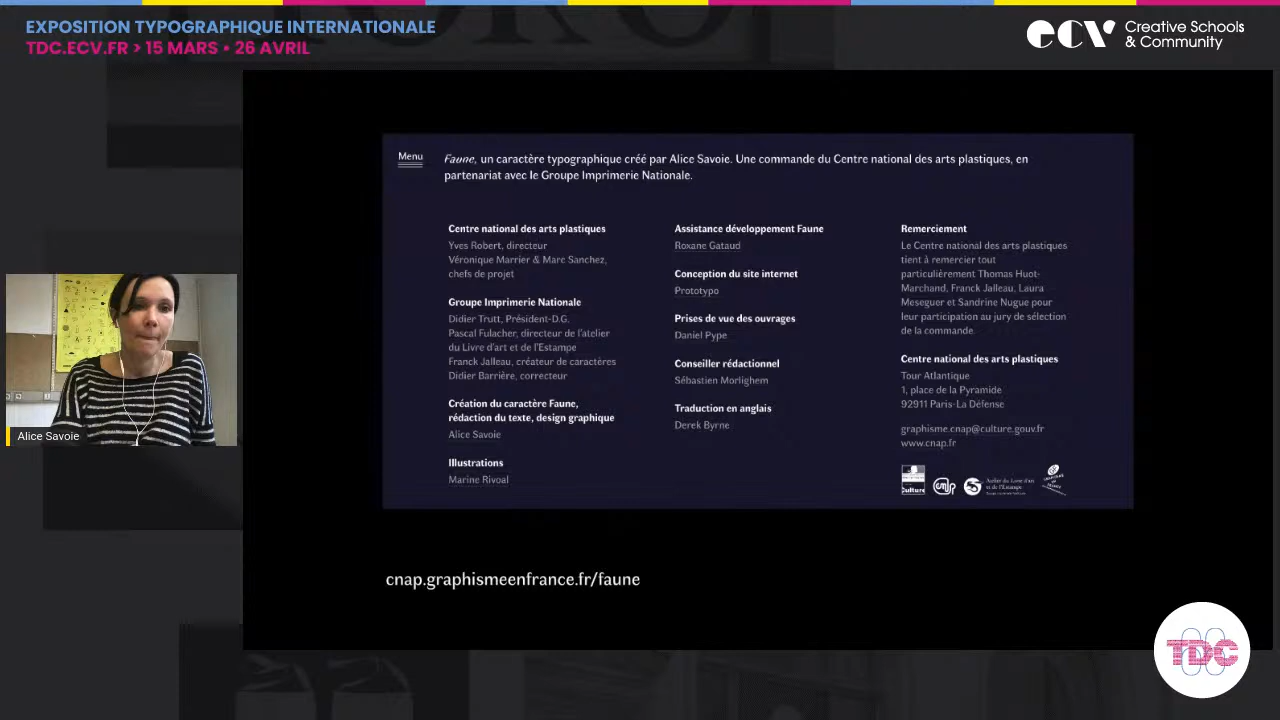 EXPOSITION TYPOGRAPHIQUE INTERNATIONALE
TDC.ECV.FR > 15 MARS • 26 AVRIL
ecv
Creative Schools
& Community
Menu
Faune, un caractère typographique créé par Alice Savoie. Une commande du Centre national des arts plastiques, en
partenariat avec le Groupe Imprimerie Nationale.
Centre national des arts plastiques
Yves Robert, directeur
Véronique Marrier & Marc Sanchez,
chefs de projet
Groupe Imprimerie Nationale
Didier Trutt, Président-D.G.
Pascal Fulacher, directeur de l'atelier
du Livre d'art et de l'Estampe
Franck Jalleau, créateur de caractères
Didier Barrière, correcteur
Création du caractère Faune,
rédaction du texte, design graphique
Alice Savoie
Illustrations
Marine Rivoal
Assistance développement Faune
Roxane Gataud
Conception du site internet
Prototypo
Prises de vue des ouvrages
Daniel Pype
Conseiller rédactionnel
Sébastien Morlighem
Traduction en anglais
Derek Byrne
Remerciement
Le Centre national des arts plastiques
tient à remercier tout
particulièrement Thomas Huot-
Marchand, Franck Jalleau, Laura
Meseguer et Sandrine Nugue pour
leur participation au jury de sélection
de la commande.
Centre national des arts plastiques
Tour Atlantique
1, place de la Pyramide
92911 Paris-La Défense
graphisme.cnap@culture.gouv.fr
www.cnap.fr
Culture
Atelier du Livre d'art
et de l'Estampe
Alice Savoie
cnap.graphismeenfrance.fr/faune
TDC